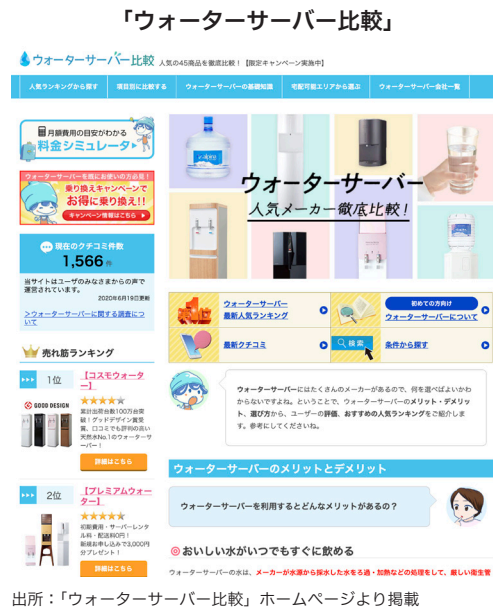 「ウォーターサーバー比較」
ウォーターサーバー比較 人気の45商品を徹底比較！【限定キャンペーン実施中】
人気ランキングから探す 項目別に比較する ウォーターサーバーの基礎知識 宅配可能エリアから選ぶ ウォーターサーバー会社一覧
月額費用の目安がわかる
料金シミュレータ
ウォーターサーバーを既にお使いの方必見！
乗り換えキャンペーンで
お得に乗り換え!!
キャンペーン情報はこちら
現在のクチコミ件数
1,566 件
当サイトはユーザのみなさまからの声で
運営されています。
2020年6月19日更新
＞ウォーターサーバーに関する調査につ
いて
売れ筋ランキング
1位
【コスモウォータ
ー】
GOOD DESIGN
累計出荷台数100万台突
破！グッドデザイン賞受
賞、口コミでも評判の高い
天然水No.1のウォーターサ
ーバー！
詳細はこちら
2位
【プレミアムウォー
ター】
初期費用・サーバーレンタ
ル料・配送料0円！
新規お申し込みで3,000円
分プレゼント！
詳細はこちら
ウォーターサーバー
人気メーカー徹底比較！
ウォーターサーバー
最新人気ランキング
初めての方向け
ウォーターサーバーについて
最新クチコミ
検索
条件から探す
ウォーターサーバーにはたくさんのメーカーがあるので、何を選べばよいかわ
からないですよね。ということで、ウォーターサーバーのメリット・デメリッ
ト、選び方から、ユーザーの評価、おすすめの人気ランキングをご紹介しま
す。参考にしてくださいね。
ウォーターサーバーのメリットとデメリット
ウォーターサーバーを利用するとどんなメリットがあるの？
おいしい水がいつでもすぐに飲める
ウォーターサーバーの水は、メーカーが水源から採水した水をろ過・加熱などの処理をして、厳しい衛生管
出所：「ウォーターサーバー比較」ホームページより掲載